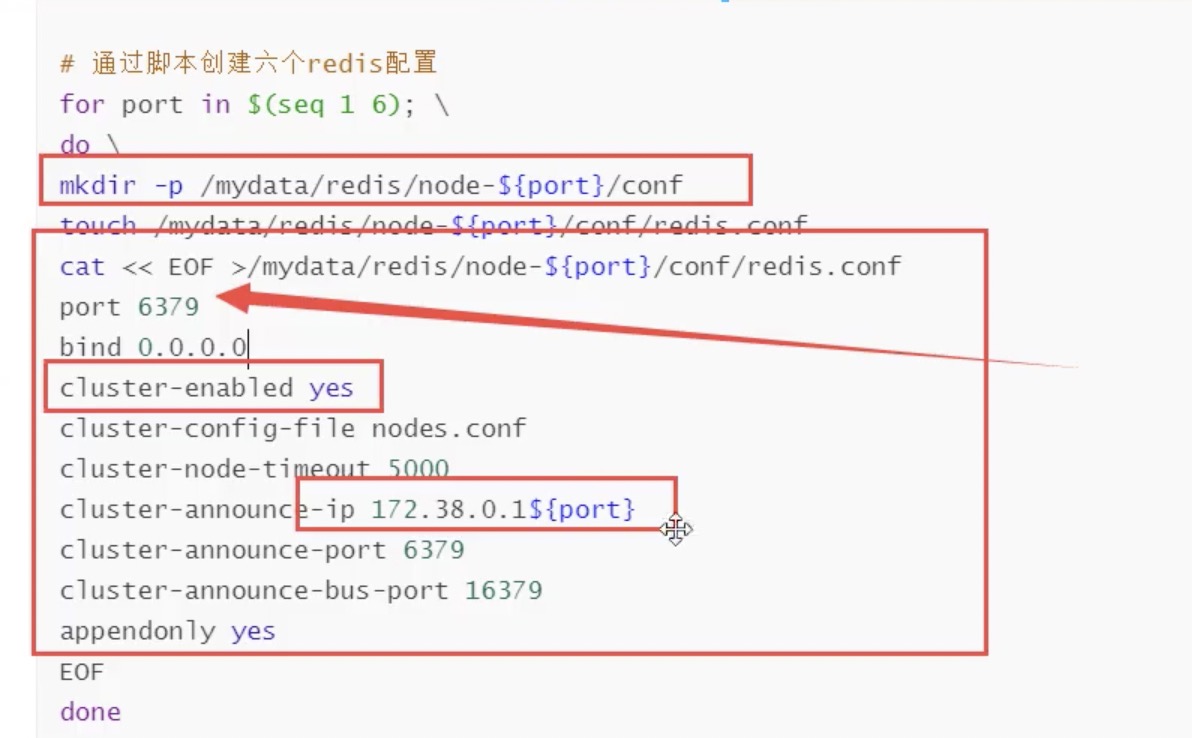 # 通过脚本创建六个redis配置
for port in $(seq 1 6); \
do \
mkdir -p /mydata/redis/node-${port}/conf
touch /mydata/redis/node-${port}/conf/redis.conf
cat << EOF >/mydata/redis/node-${port}/conf/redis.conf
port 6379
bind 0.0.0.0
cluster-enabled yes
cluster-config-file nodes.conf
cluster-node-timeout 5000
cluster-announce-ip 172.38.0.1${port}
cluster-announce-port 6379
cluster-announce-bus-port 16379
appendonly yes
EOF
done